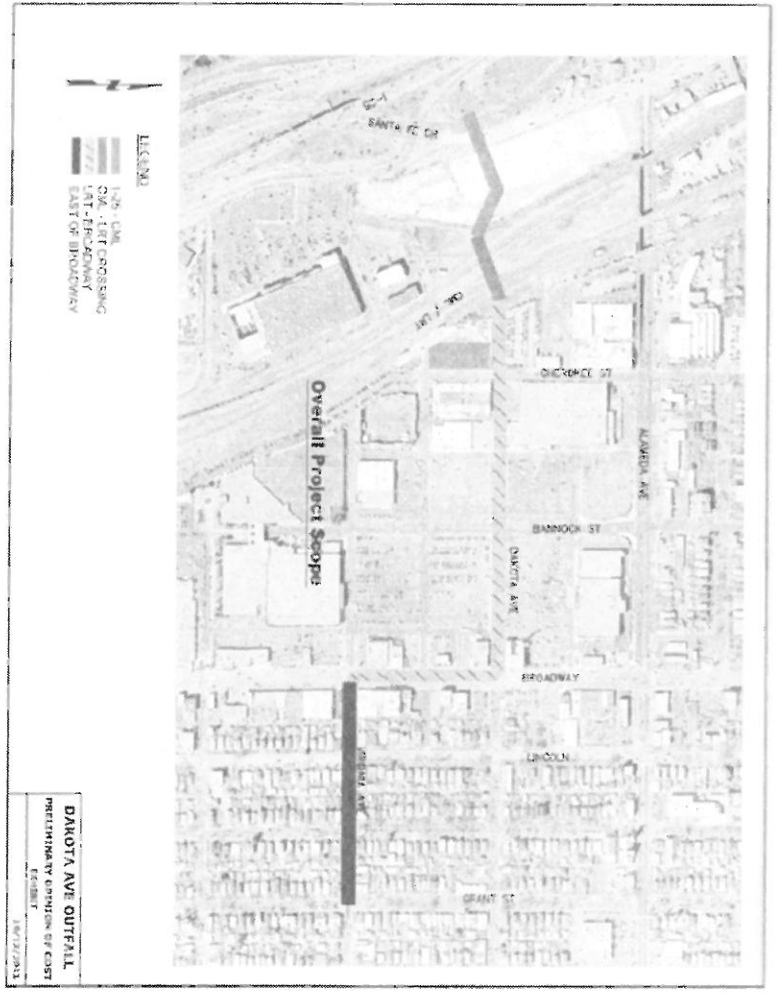 I-25
SANTA FE DR
LEGEND
I-25 - CML
CML - LRT CROSSING
LRT - BROADWAY
EAST OF BROADWAY
CML / LRT
CHEROKEE ST
ALAMEDA AVE
Overall Project Scope
BANNOCK ST
DAKOTA AVE
BROADWAY
LINCOLN
GRANT ST
DAKOTA AVE OUTFALL
PRELIMINARY OPINION OF COST
EXHIBIT